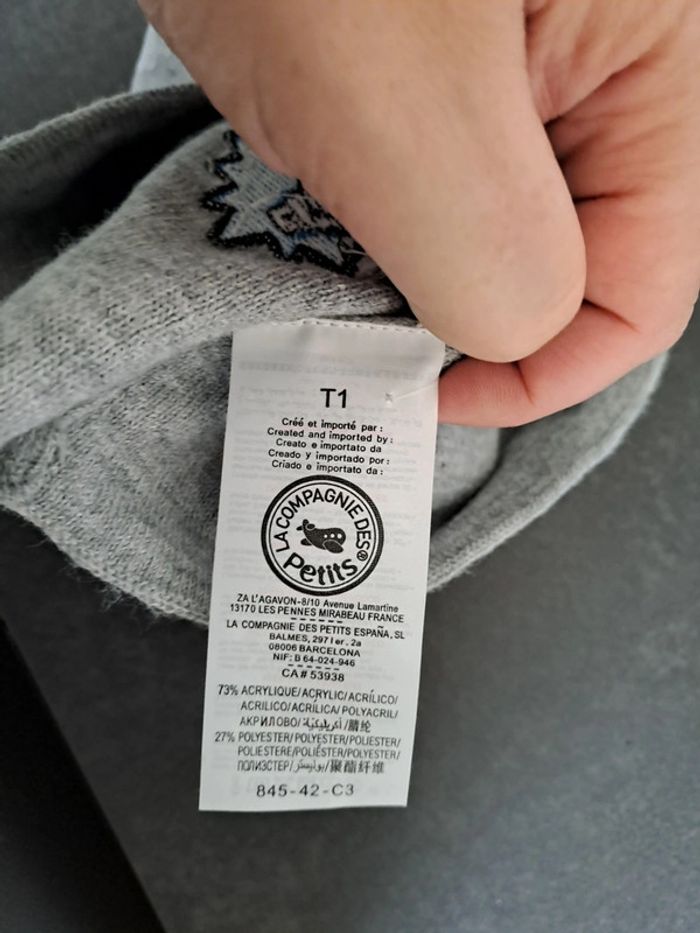 T1
Créé et importé par :
Created and imported by :
Creato e importato da
Creado y importado por :
Criado e importato da :
LA COMPAGNIE DES
Petits®
ZA L'AGAVON-8/10 Avenue Lamartine
13170 LES PENNES MIRABEAU FRANCE
LA COMPAGNIE DES PETITS ESPAÑA, SL
BALMES, 297 1er. 2a
08006 BARCELONA
NIF: B 64-024-946
CA# 53938
73% ACRYLIQUE/ACRYLIC/ACRÍLICO/
ACRILICO/ACRÍLICA/POLYACRIL/
АКРИЛОВО/أكريليك/腈纶
27% POLYESTER/POLYESTER/POLIESTER/
POLIESTERE/POLIÉSTER/POLYESTER/
ПОЛИЭСТЕР/بوليستر/聚酯纤维
845-42-C3